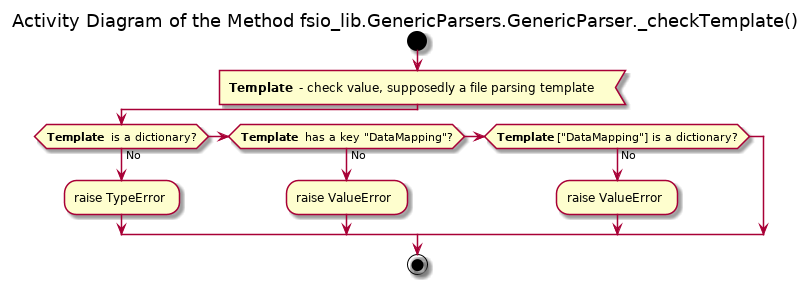 Activity Diagram of the Method fsio_lib.GenericParsers.GenericParser._checkTemplate()
Template - check value, supposedly a file parsing template
Template is a dictionary?
Template has a key "DataMapping"?
Template ["DataMapping"] is a dictionary?
No
No
No
raise TypeError
raise ValueError
raise ValueError